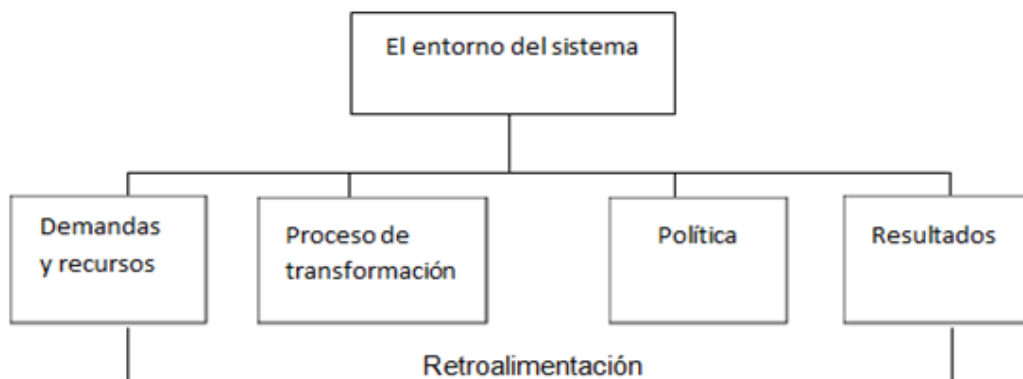 El entorno del sistema
Demandas
y recursos
Proceso de
transformación
Política
Resultados
Retroalimentación